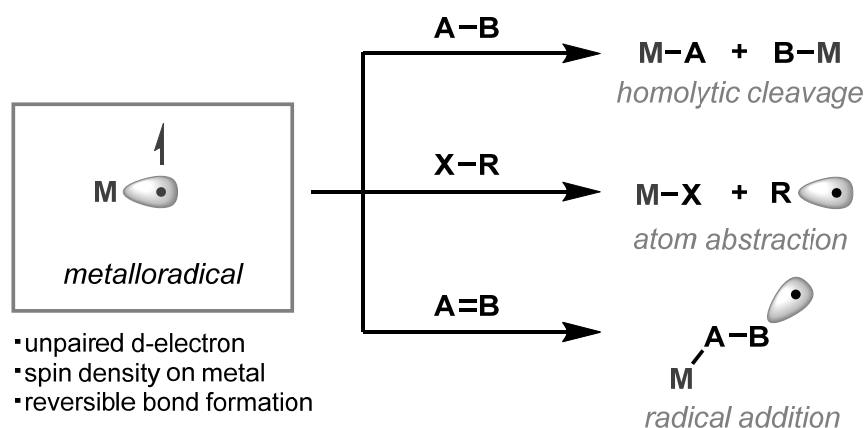 A–B
M–A + B–M
homolytic cleavage
M
X–R
M–X + R
metalloradical
atom abstraction
A=B
▪unpaired d-electron
▪spin density on metal
▪reversible bond formation
A–B
M
radical addition